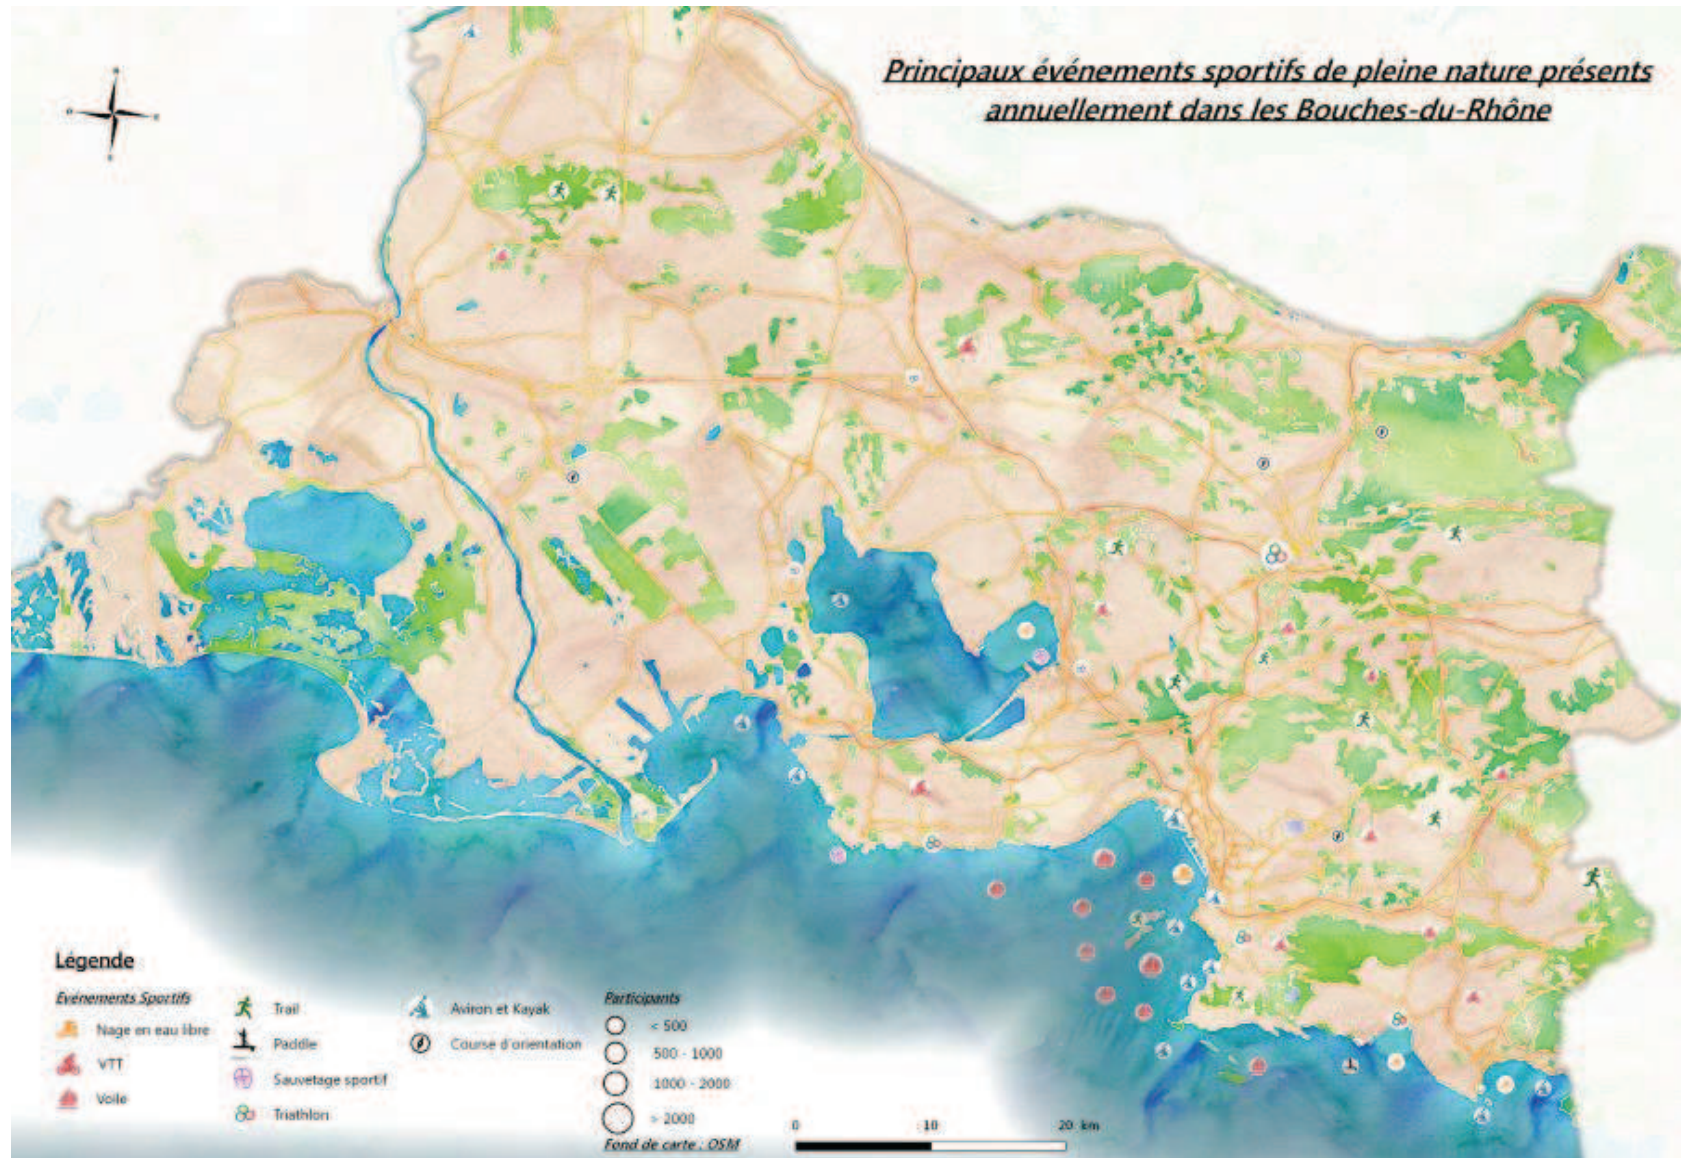 Principaux événements sportifs de pleine nature présents
annuellement dans les Bouches-du-Rhône
Légende
Evénements Sportifs
Nage en eau libre
VTT
Voile
Trail
Paddle
Sauvetage sportif
Triathlon
Aviron et Kayak
Course d'orientation
Participants
< 500
500 - 1000
1000 - 2000
> 2000
Fond de carte : OSM
0 10 20 km